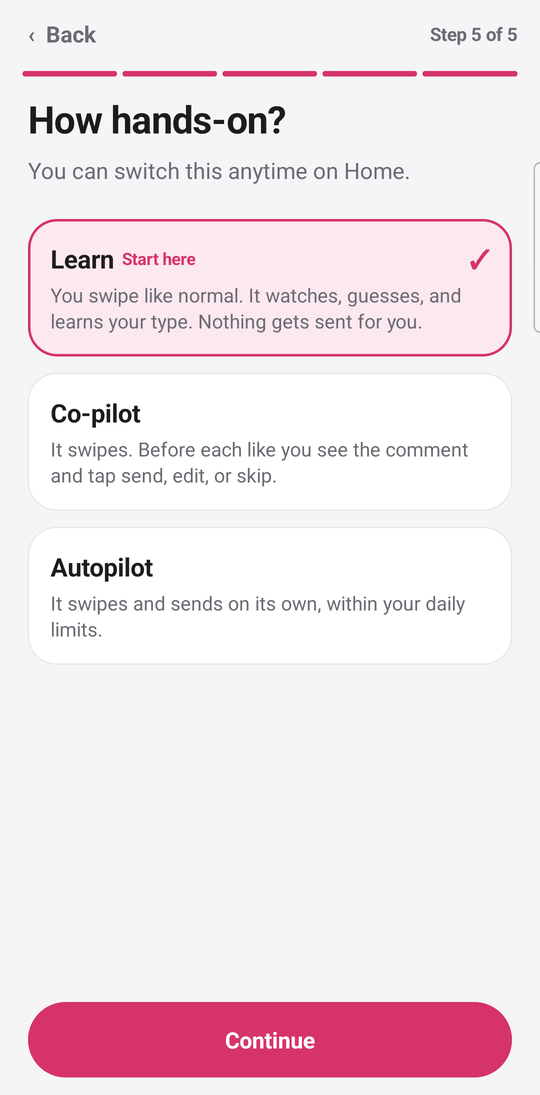 ‹ Back
Step 5 of 5
How hands-on?
You can switch this anytime on Home.
Learn Start here
You swipe like normal. It watches, guesses, and
learns your type. Nothing gets sent for you.
Co-pilot
It swipes. Before each like you see the comment
and tap send, edit, or skip.
Autopilot
It swipes and sends on its own, within your daily
limits.
Continue